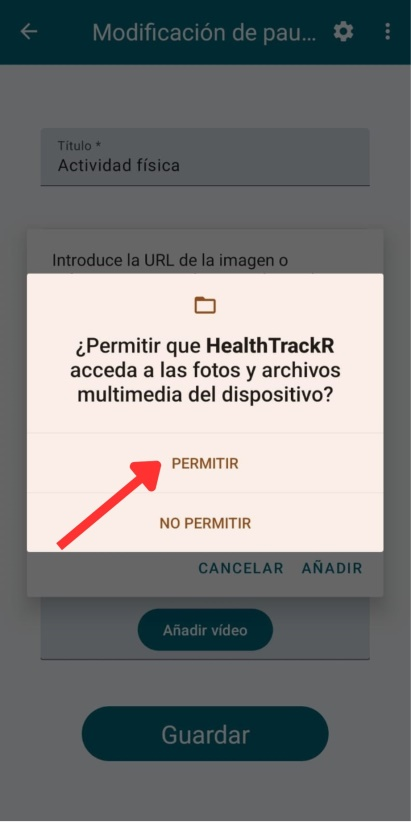 Modificación de pau...
Título *
Actividad física
Introduce la URL de la imagen o
¿Permitir que HealthTrackR
acceda a las fotos y archivos
multimedia del dispositivo?
PERMITIR
NO PERMITIR
CANCELAR AÑADIR
Añadir vídeo
Guardar